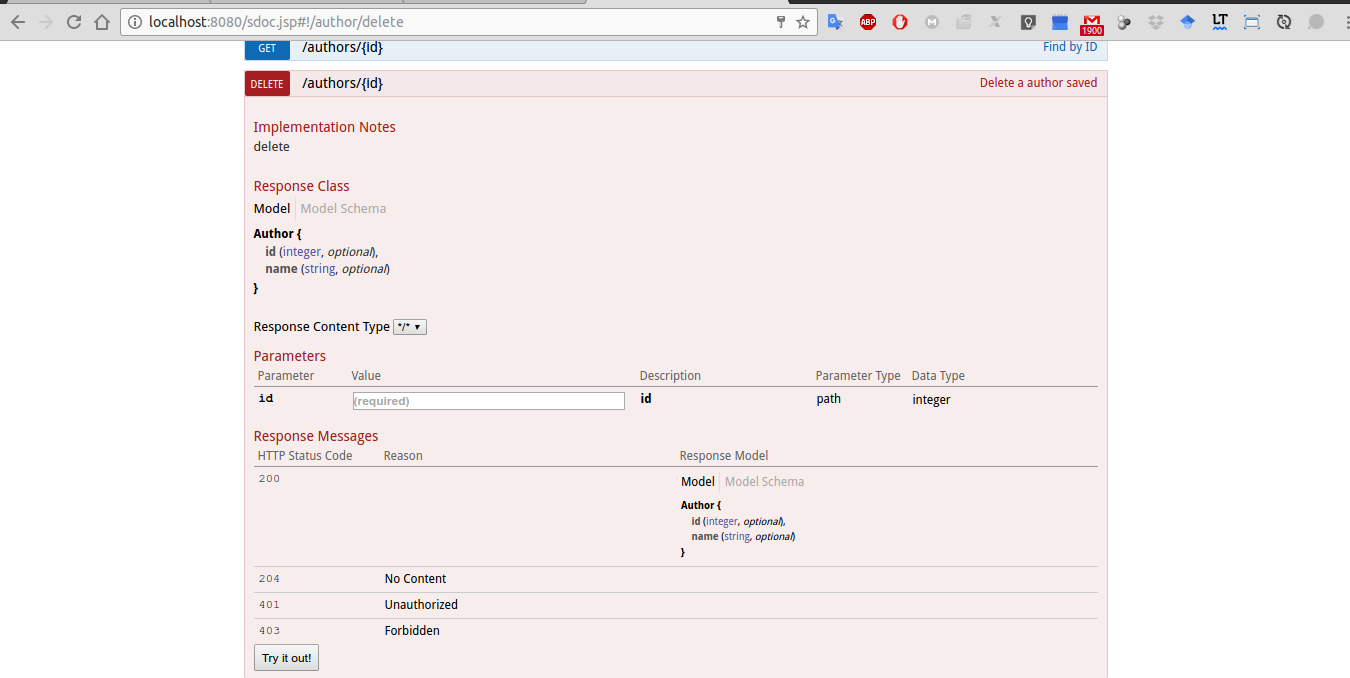 localhost:8080/sdoc.jsp#!/author/delete
ABP
M
X
LT
1900
GET /authors/{id} Find by ID
DELETE /authors/{id} Delete a author saved
Implementation Notes
delete
Response Class
Model Model Schema
Author {
id (integer, optional),
name (string, optional)
}
Response Content Type */*
Parameters
Parameter Value Description Parameter Type Data Type
id (required) id path integer
Response Messages
HTTP Status Code Reason Response Model
200 Model Model Schema
Author {
id (integer, optional),
name (string, optional)
}
204 No Content
401 Unauthorized
403 Forbidden
Try it out!